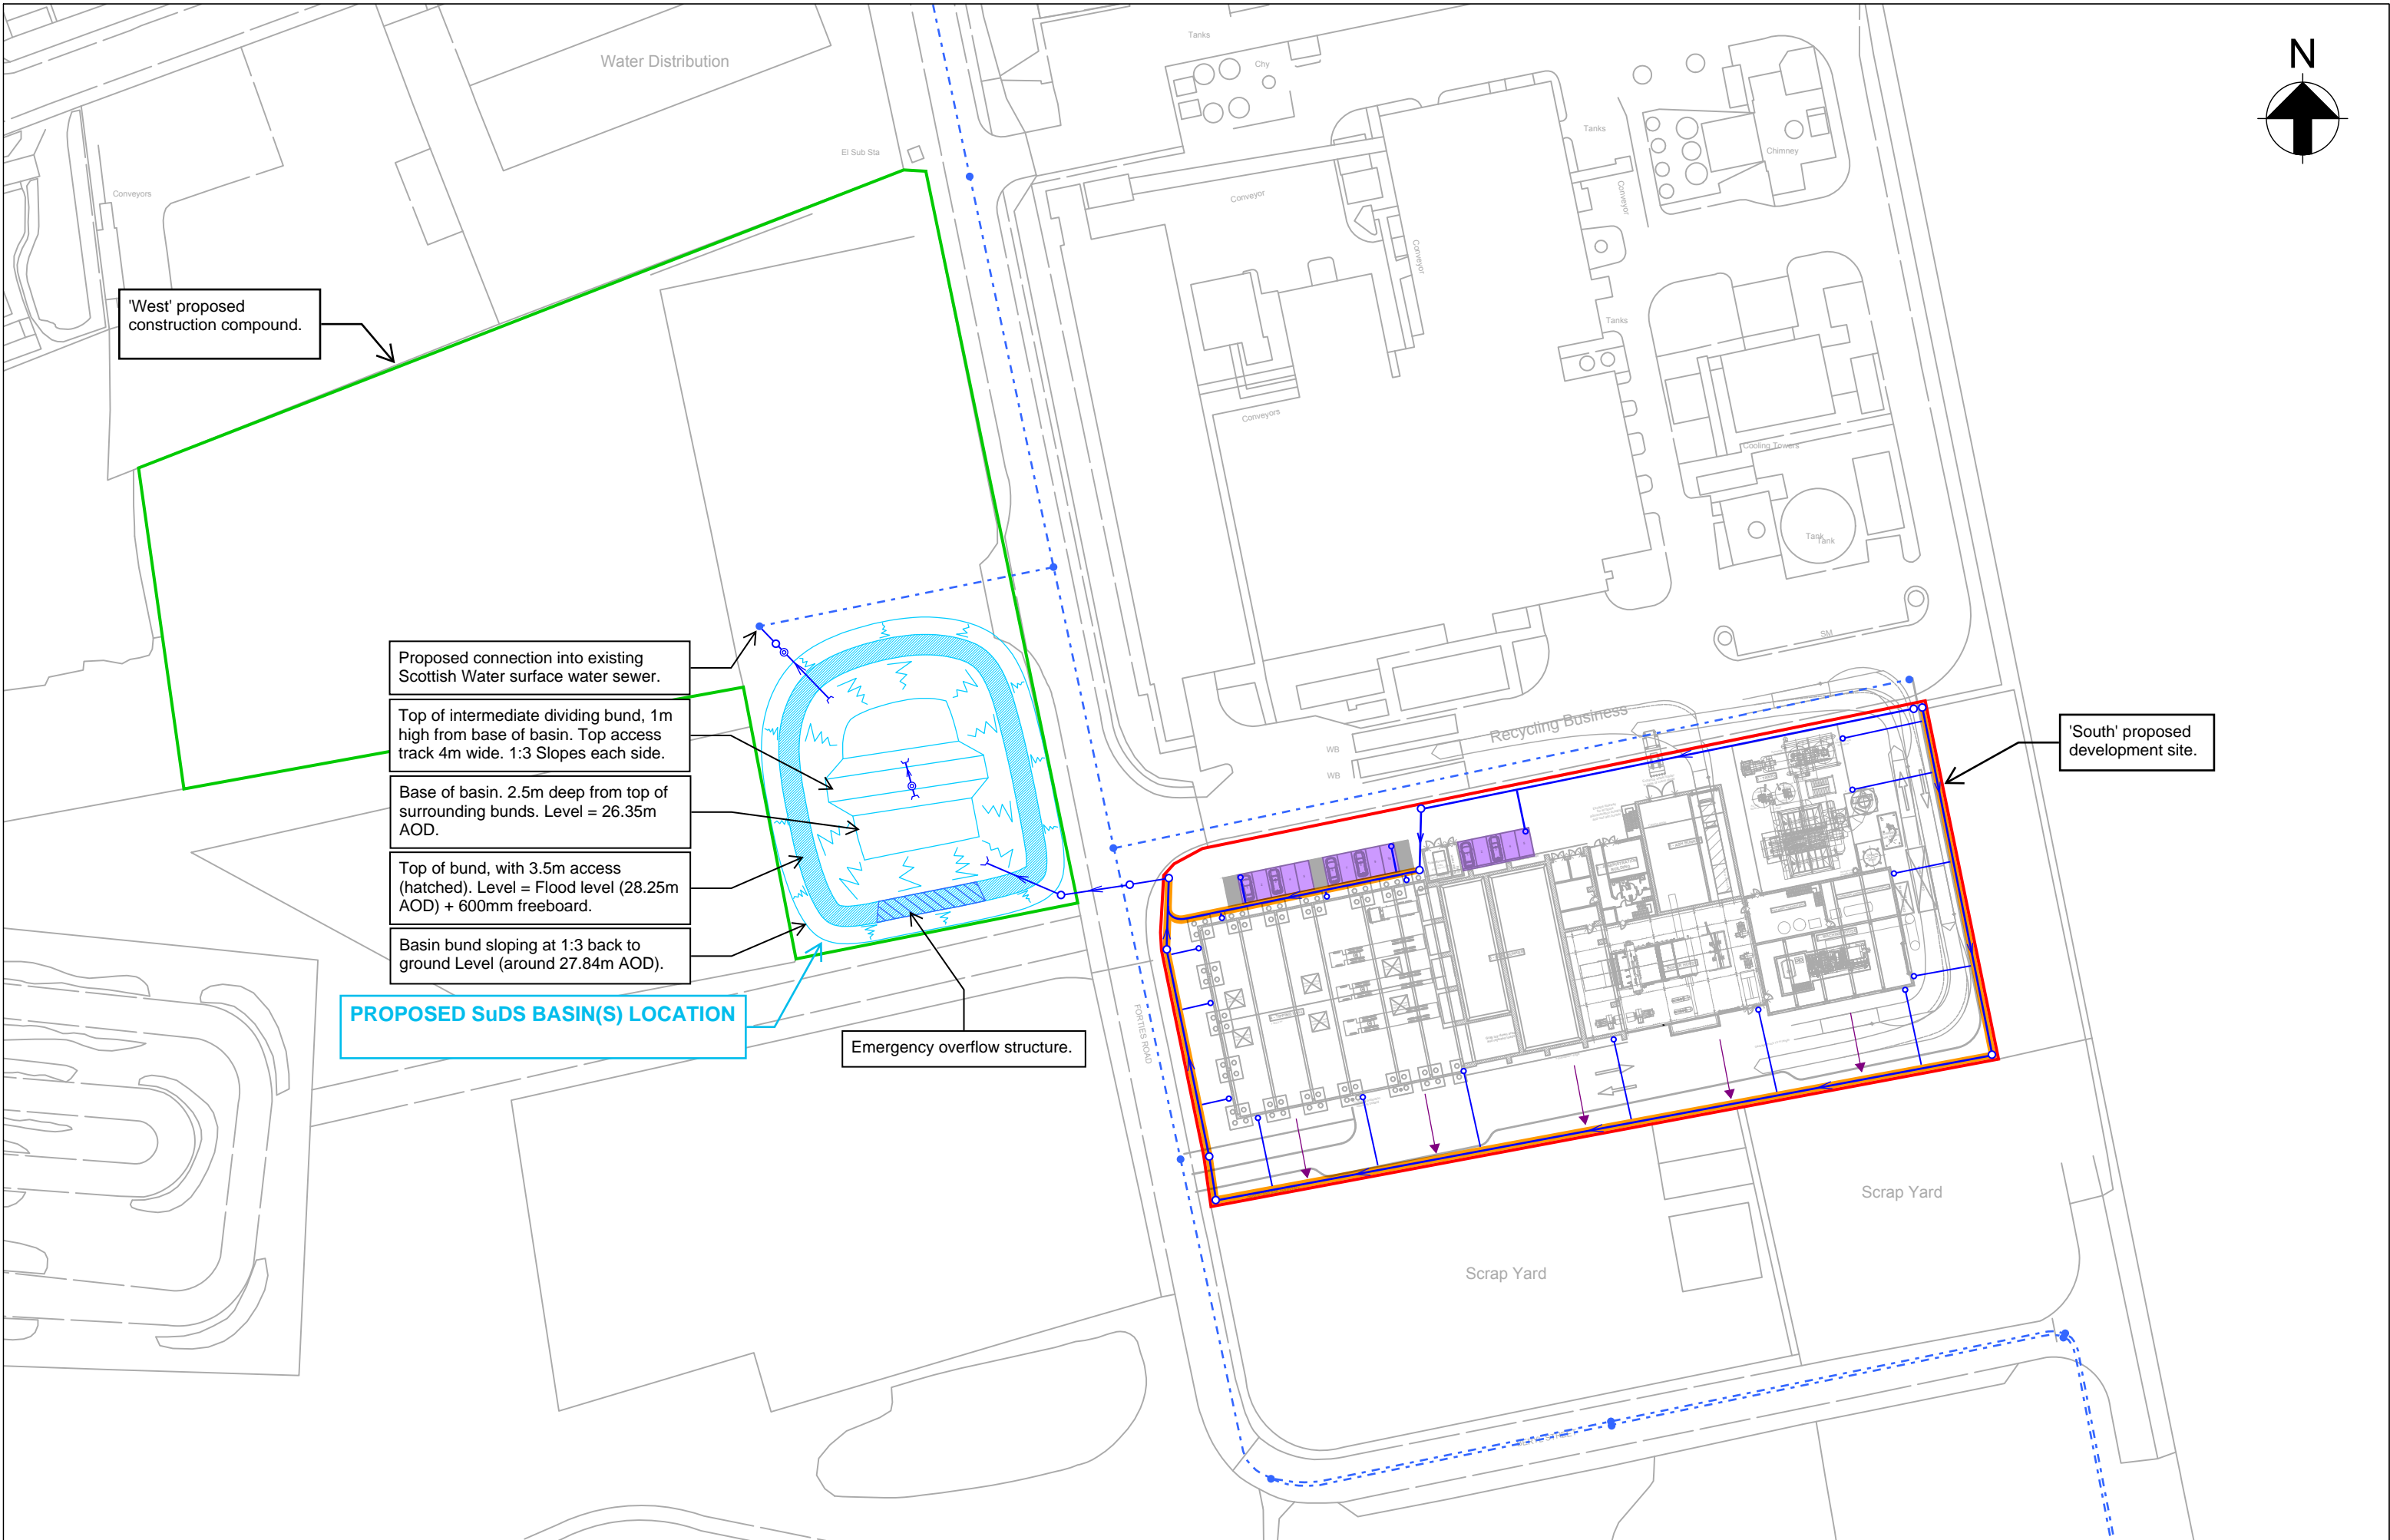 Tanks
N
Water Distribution
Chy
Tanks
El Sub Sta
Chimney
Conveyors
Conveyor
Conveyor
Conveyor
'West' proposed
construction compound.
Tanks
Conveyors
Cooling Towers
Tank
Tank
SM
Proposed connection into existing
Scottish Water surface water sewer.
Top of intermediate dividing bund, 1m
high from base of basin. Top access
track 4m wide. 1:3 Slopes each side.
Base of basin. 2.5m deep from top of
surrounding bunds. Level = 26.35m
AOD.
Top of bund, with 3.5m access
(hatched). Level = Flood level (28.25m
AOD) + 600mm freeboard.
Basin bund sloping at 1:3 back to
ground Level (around 27.84m AOD).
PROPOSED SuDS BASIN(S) LOCATION
Emergency overflow structure.
Recycling Business
WB
WB
'South' proposed
development site.
FORTIES ROAD
Scrap Yard
Scrap Yard